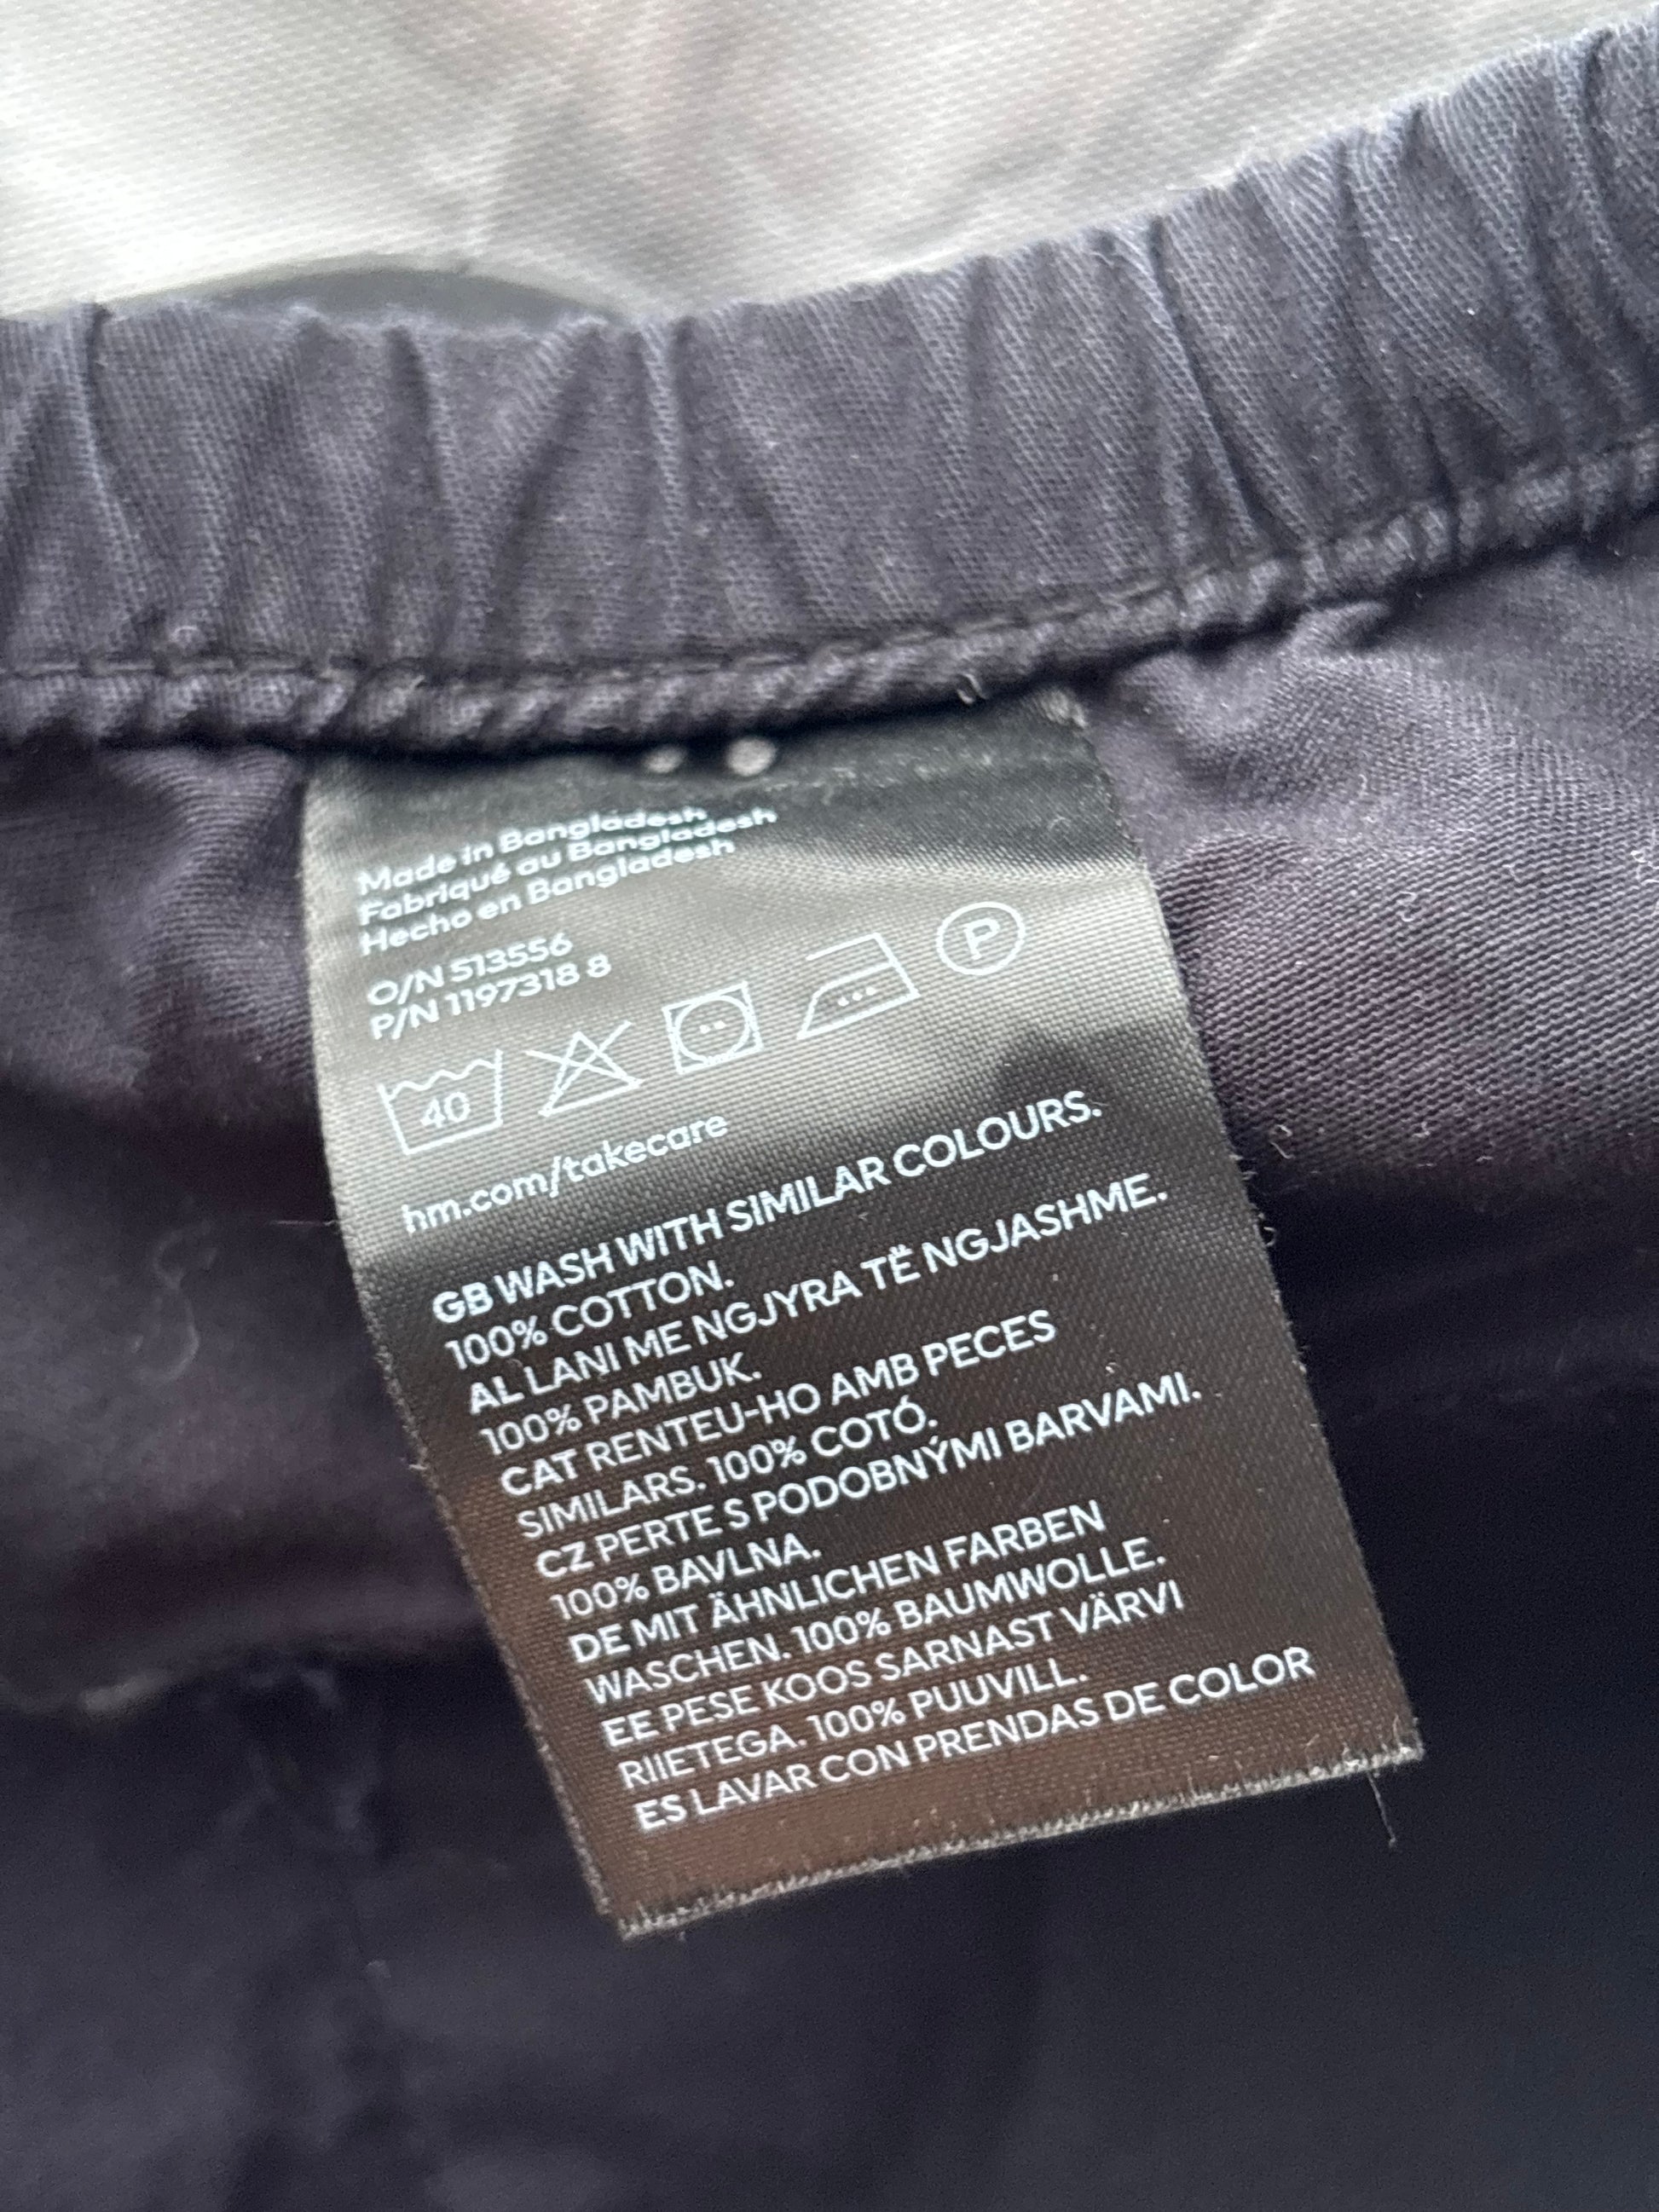 Made in Bangladesh
Fabriqué au Bangladesh
Hecho en Bangladesh
O/N 513556
P/N 1197318 8
40 P
hm.com/takecare
GB WASH WITH SIMILAR COLOURS.
100% COTTON.
AL LANI ME NGJYRA TË NGJASHME.
100% PAMBUK.
CAT RENTEU-HO AMB PECES
SIMILARS. 100% COTÓ.
CZ PERTE S PODOBNÝMI BARVAMI.
100% BAVLNA.
DE MIT ÄHNLICHEN FARBEN
WASCHEN. 100% BAUMWOLLE.
EE PESE KOOS SARNAST VÄRVI
RIIETEGA. 100% PUUVILL.
ES LAVAR CON PRENDAS DE COLOR